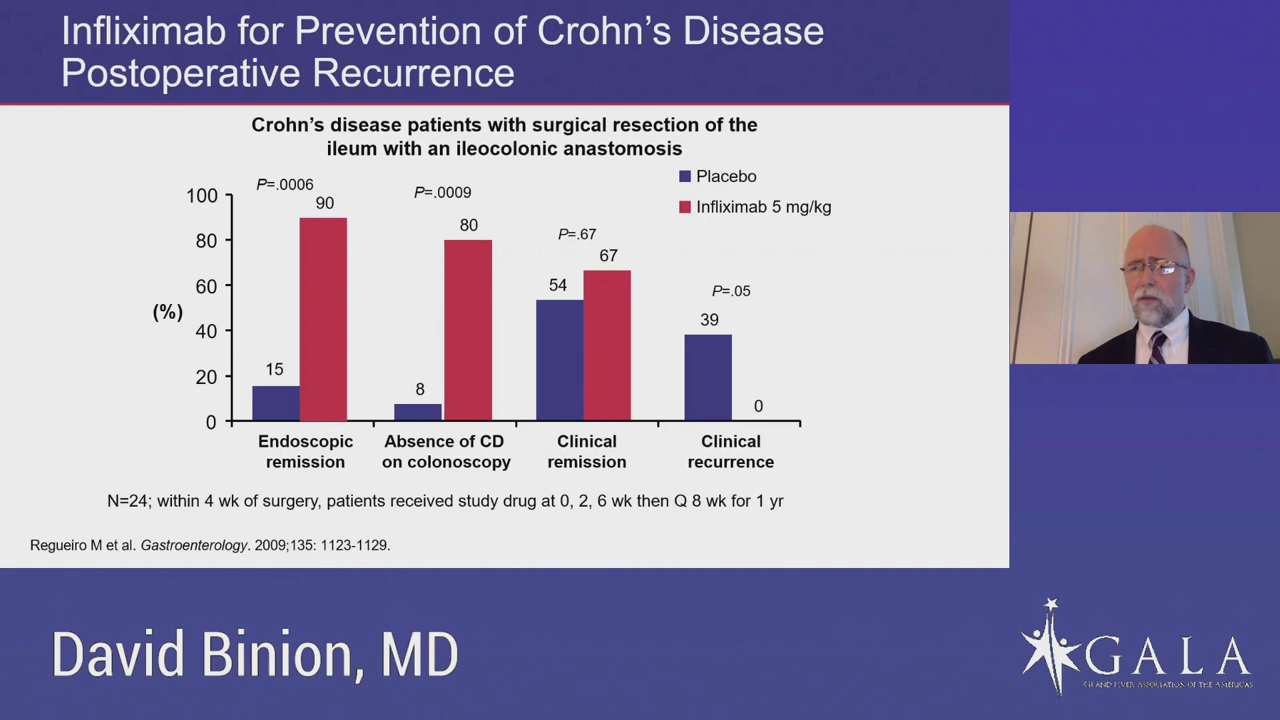 Infliximab for Prevention of Crohn's Disease
Postoperative Recurrence
Crohn's disease patients with surgical resection of the
ileum with an ileocolonic anastomosis
Placebo
Infliximab 5 mg/kg
P=.0006
P=.0009
P=.67
P=.05
(%)
100
80
60
40
20
0
15
90
8
80
54
67
39
0
Endoscopic
remission
Absence of CD
on colonoscopy
Clinical
remission
Clinical
recurrence
N=24; within 4 wk of surgery, patients received study drug at 0, 2, 6 wk then Q 8 wk for 1 yr
Regueiro M et al. Gastroenterology. 2009;135: 1123-1129.
David Binion, MD
GALA
GI AND LIVER ASSOCIATION OF THE AMERICAS